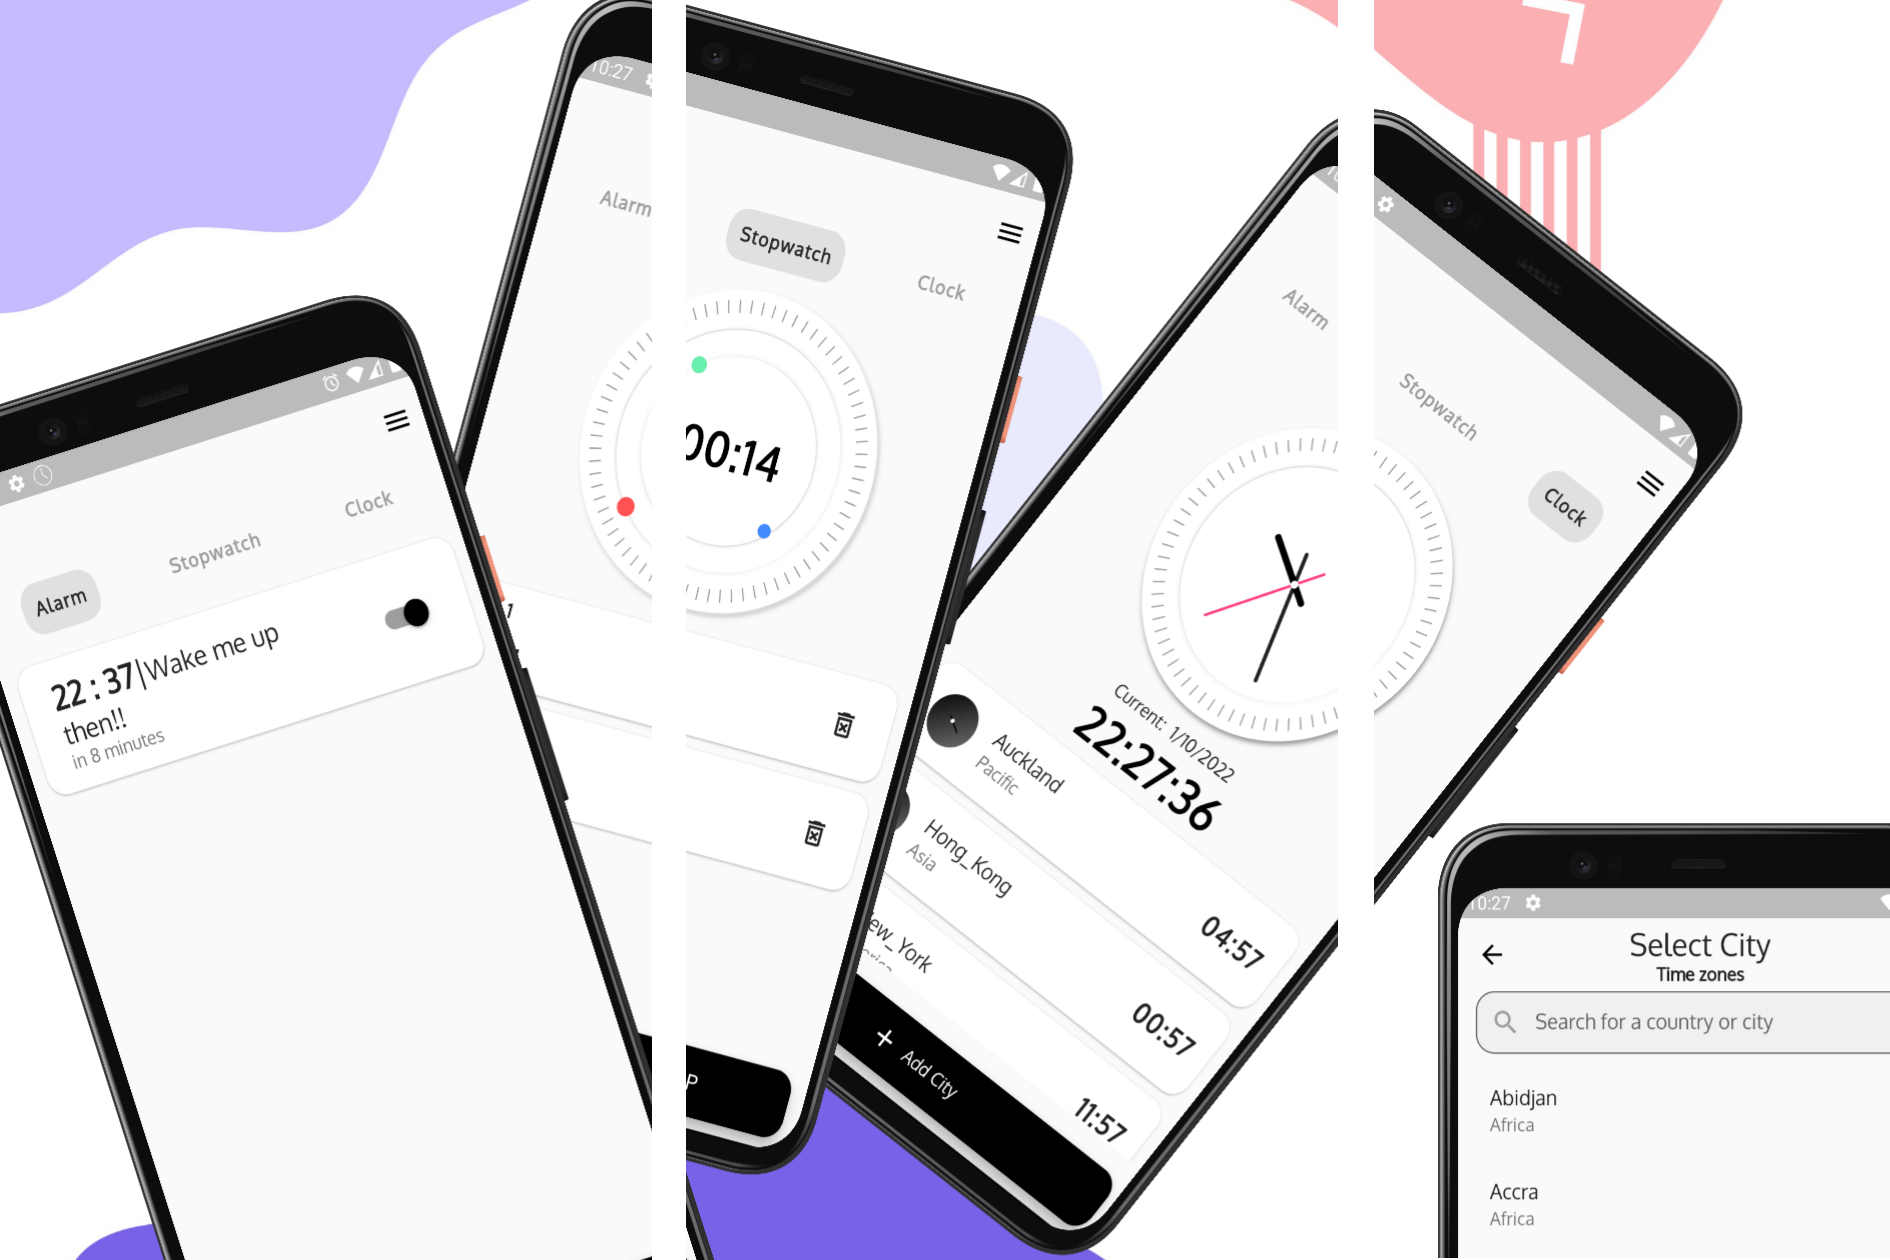 Alarm
Stopwatch
Clock
22 : 37|Wake me up
then!!
in 8 minutes
10:27
Alarm
Stopwatch
Clock
00:14
Alarm
Stopwatch
Clock
Current: 1/10/2022
22:27:36
Auckland
Pacific
04:57
Hong_Kong
Asia
00:57
ew_York
11:57
+ Add City
10:27
Select City
Time zones
Search for a country or city
Abidjan
Africa
Accra
Africa